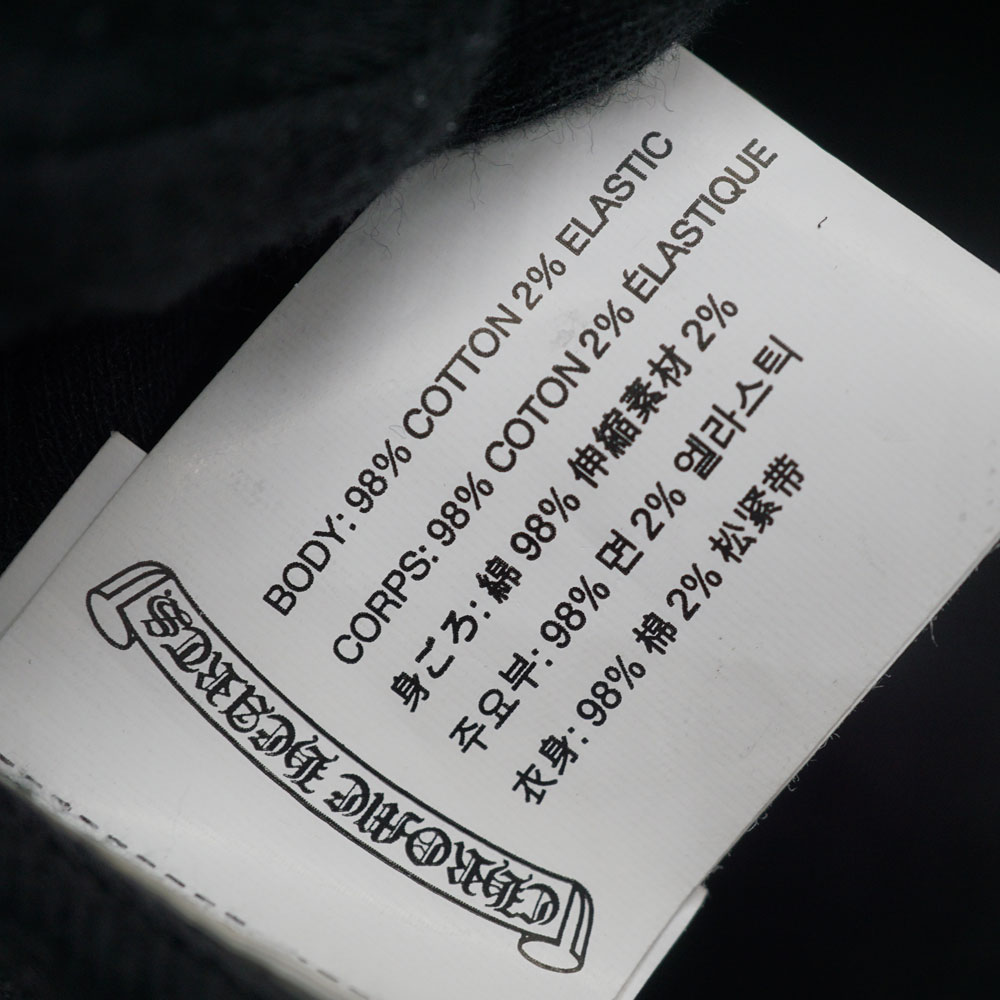 BODY: 98% COTTON 2% ELASTIC
CORPS: 98% COTON 2% ÉLASTIQUE
身ごろ: 綿 98% 伸縮素材 2%
주요부: 98% 면 2% 엘라스틱
衣身: 98% 棉 2% 松紧带
CHROME HEARTS